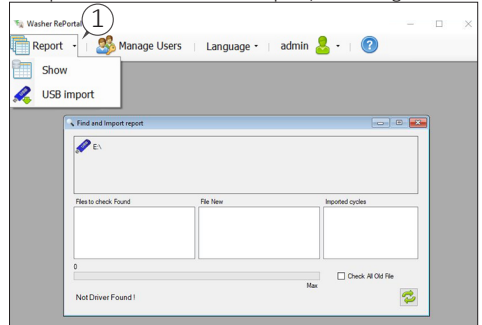 Washer RePortal
1
Report
Manage Users
Language
admin
?
Show
USB import
Find and Import report
E:\
Files to check Found
File New
Imported cycles
0
Check All Old File
Max
Not Driver Found !